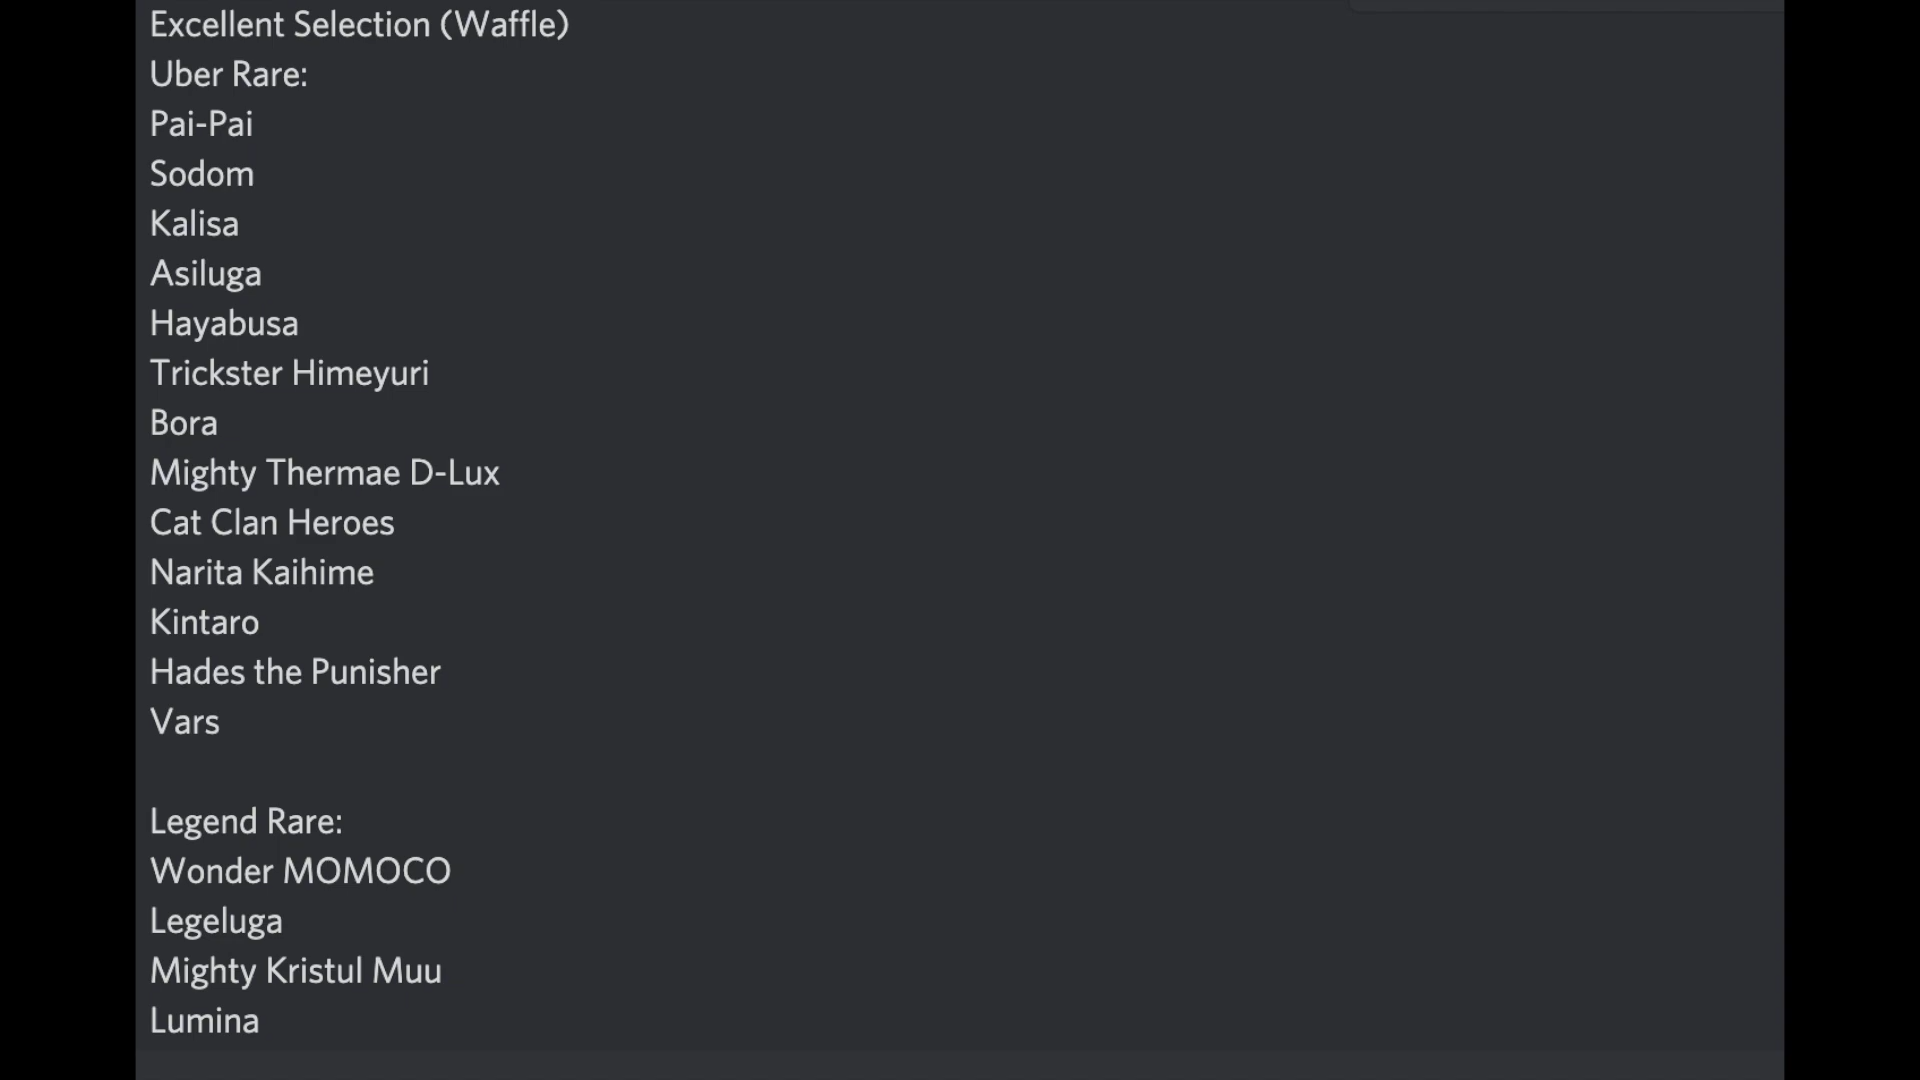 Excellent Selection (Waffle)
Uber Rare:
Pai-Pai
Sodom
Kalisa
Asiluga
Hayabusa
Trickster Himeyuri
Bora
Mighty Thermae D-Lux
Cat Clan Heroes
Narita Kaihime
Kintaro
Hades the Punisher
Vars
Legend Rare:
Wonder MOMOCO
Legeluga
Mighty Kristul Muu
Lumina